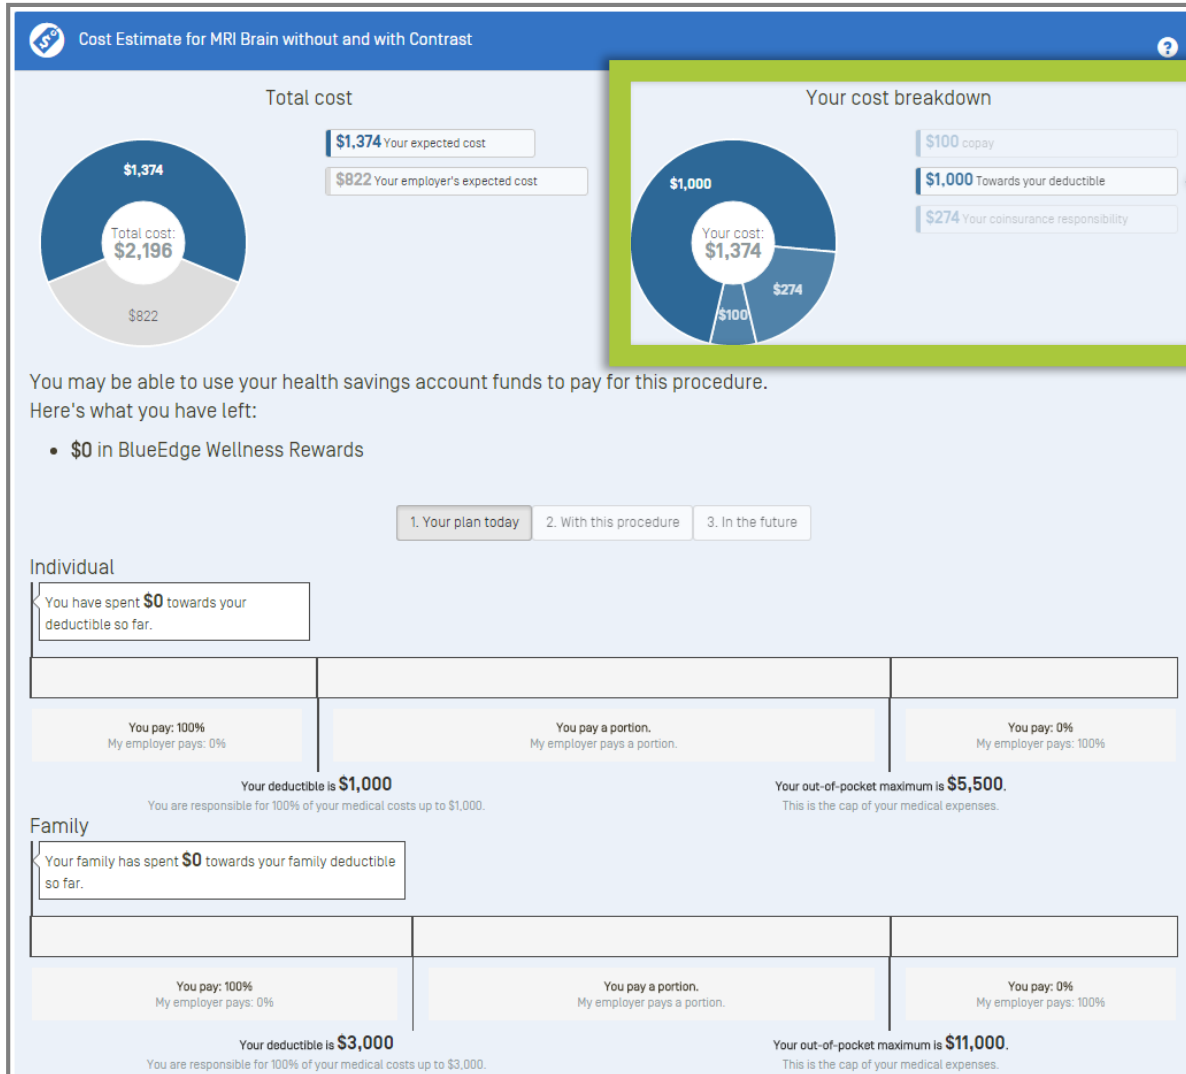 Cost Estimate for MRI Brain without and with Contrast
?
Total cost
$1,374 Your expected cost
$822 Your employer's expected cost
$1,374
Total cost:
$2,196
$822
Your cost breakdown
$100 copay
$1,000 Towards your deductible
$274 Your coinsurance responsibility
$1,000
Your cost:
$1,374
$274
$100
You may be able to use your health savings account funds to pay for this procedure.
Here's what you have left:
• $0 in BlueEdge Wellness Rewards
1. Your plan today
2. With this procedure
3. In the future
Individual
You have spent $0 towards your
deductible so far.
You pay: 100%
My employer pays: 0%
You pay a portion.
My employer pays a portion.
You pay: 0%
My employer pays: 100%
Your deductible is $1,000
You are responsible for 100% of your medical costs up to $1,000.
Your out-of-pocket maximum is $5,500.
This is the cap of your medical expenses.
Family
Your family has spent $0 towards your family deductible
so far.
You pay: 100%
My employer pays: 0%
You pay a portion.
My employer pays a portion.
You pay: 0%
My employer pays: 100%
Your deductible is $3,000
You are responsible for 100% of your medical costs up to $3,000.
Your out-of-pocket maximum is $11,000.
This is the cap of your medical expenses.